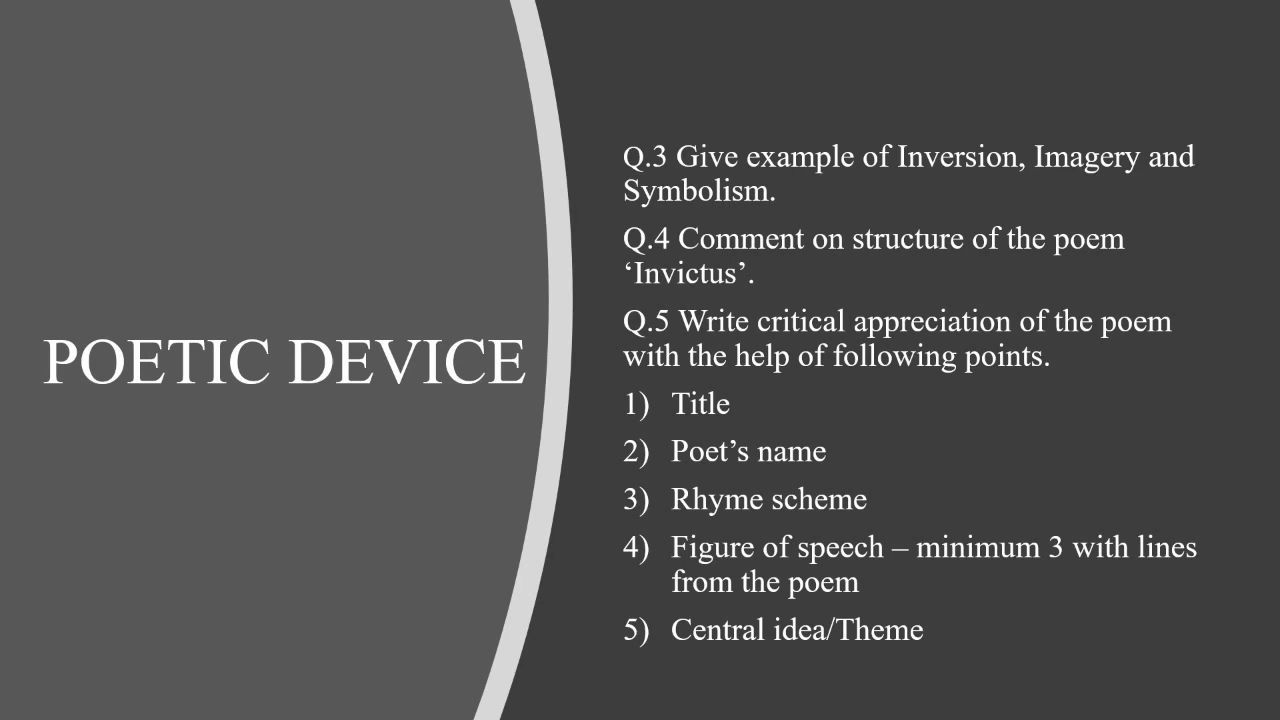 POETIC DEVICE
Q.3 Give example of Inversion, Imagery and
Symbolism.
Q.4 Comment on structure of the poem
‘Invictus’.
Q.5 Write critical appreciation of the poem
with the help of following points.
1) Title
2) Poet’s name
3) Rhyme scheme
4) Figure of speech – minimum 3 with lines
from the poem
5) Central idea/Theme